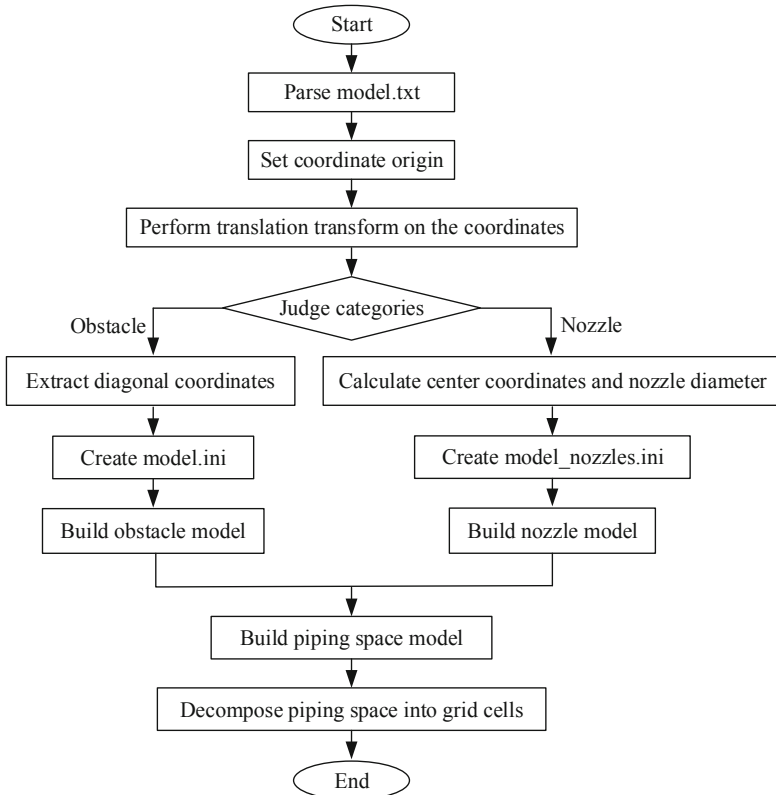 Start
Parse model.txt
Set coordinate origin
Perform translation transform on the coordinates
Judge categories
Obstacle
Nozzle
Extract diagonal coordinates
Calculate center coordinates and nozzle diameter
Create model.ini
Create model_nozzles.ini
Build obstacle model
Build nozzle model
Build piping space model
Decompose piping space into grid cells
End